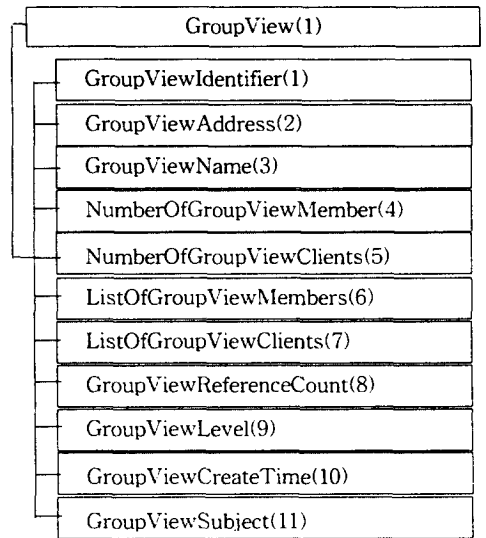 GroupView(1)
GroupViewIdentifier(1)
GroupViewAddress(2)
GroupViewName(3)
NumberOfGroupViewMember(4)
NumberOfGroupViewClients(5)
ListOfGroupViewMembers(6)
ListOfGroupViewClients(7)
GroupViewReferenceCount(8)
GroupViewLevel(9)
GroupViewCreateTime(10)
GroupViewSubject(11)